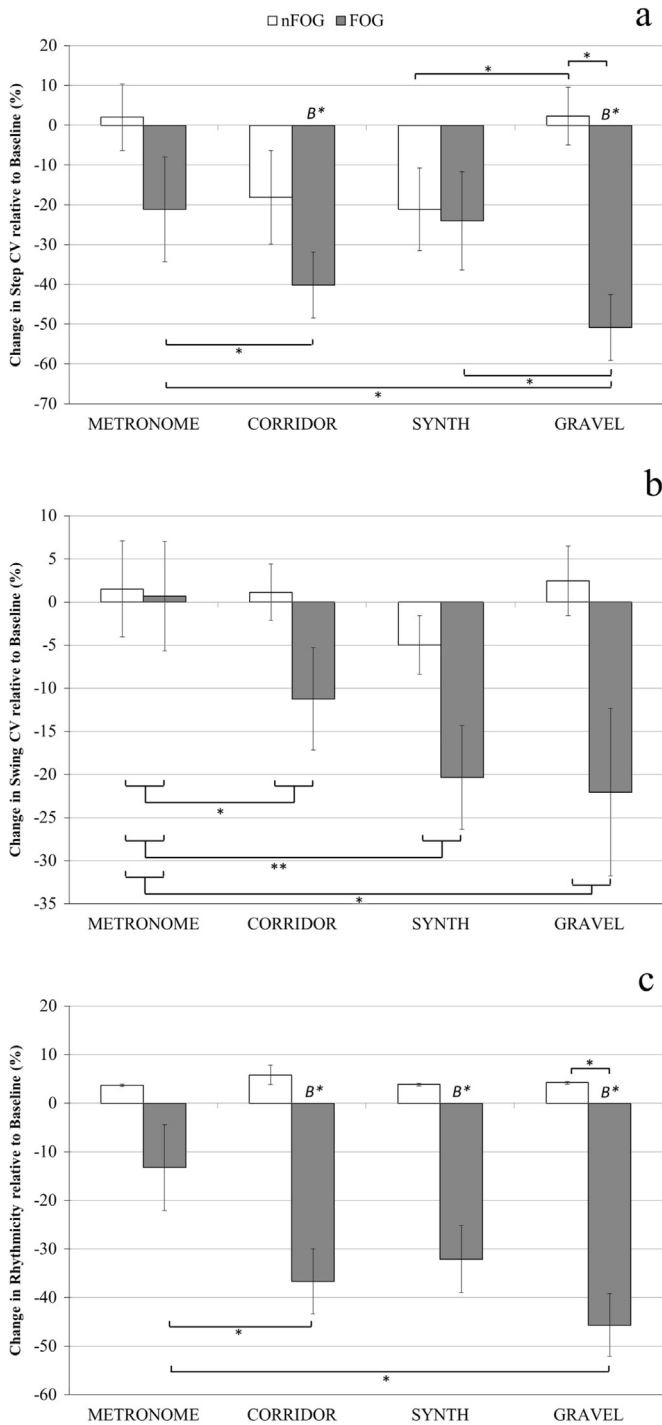 nFOG FOG
a
Change in Step CV relative to Baseline (%)
20
10
0
-10
-20
-30
-40
-50
-60
-70
B*
*
*
B*
*
*
*
METRONOME CORRIDOR SYNTH GRAVEL
b
Change in Swing CV relative to Baseline (%)
10
5
0
-5
-10
-15
-20
-25
-30
-35
*
**
*
METRONOME CORRIDOR SYNTH GRAVEL
c
Change in Rhythmicity relative to Baseline (%)
20
10
0
-10
-20
-30
-40
-50
-60
B*
B*
*
B*
*
*
METRONOME CORRIDOR SYNTH GRAVEL